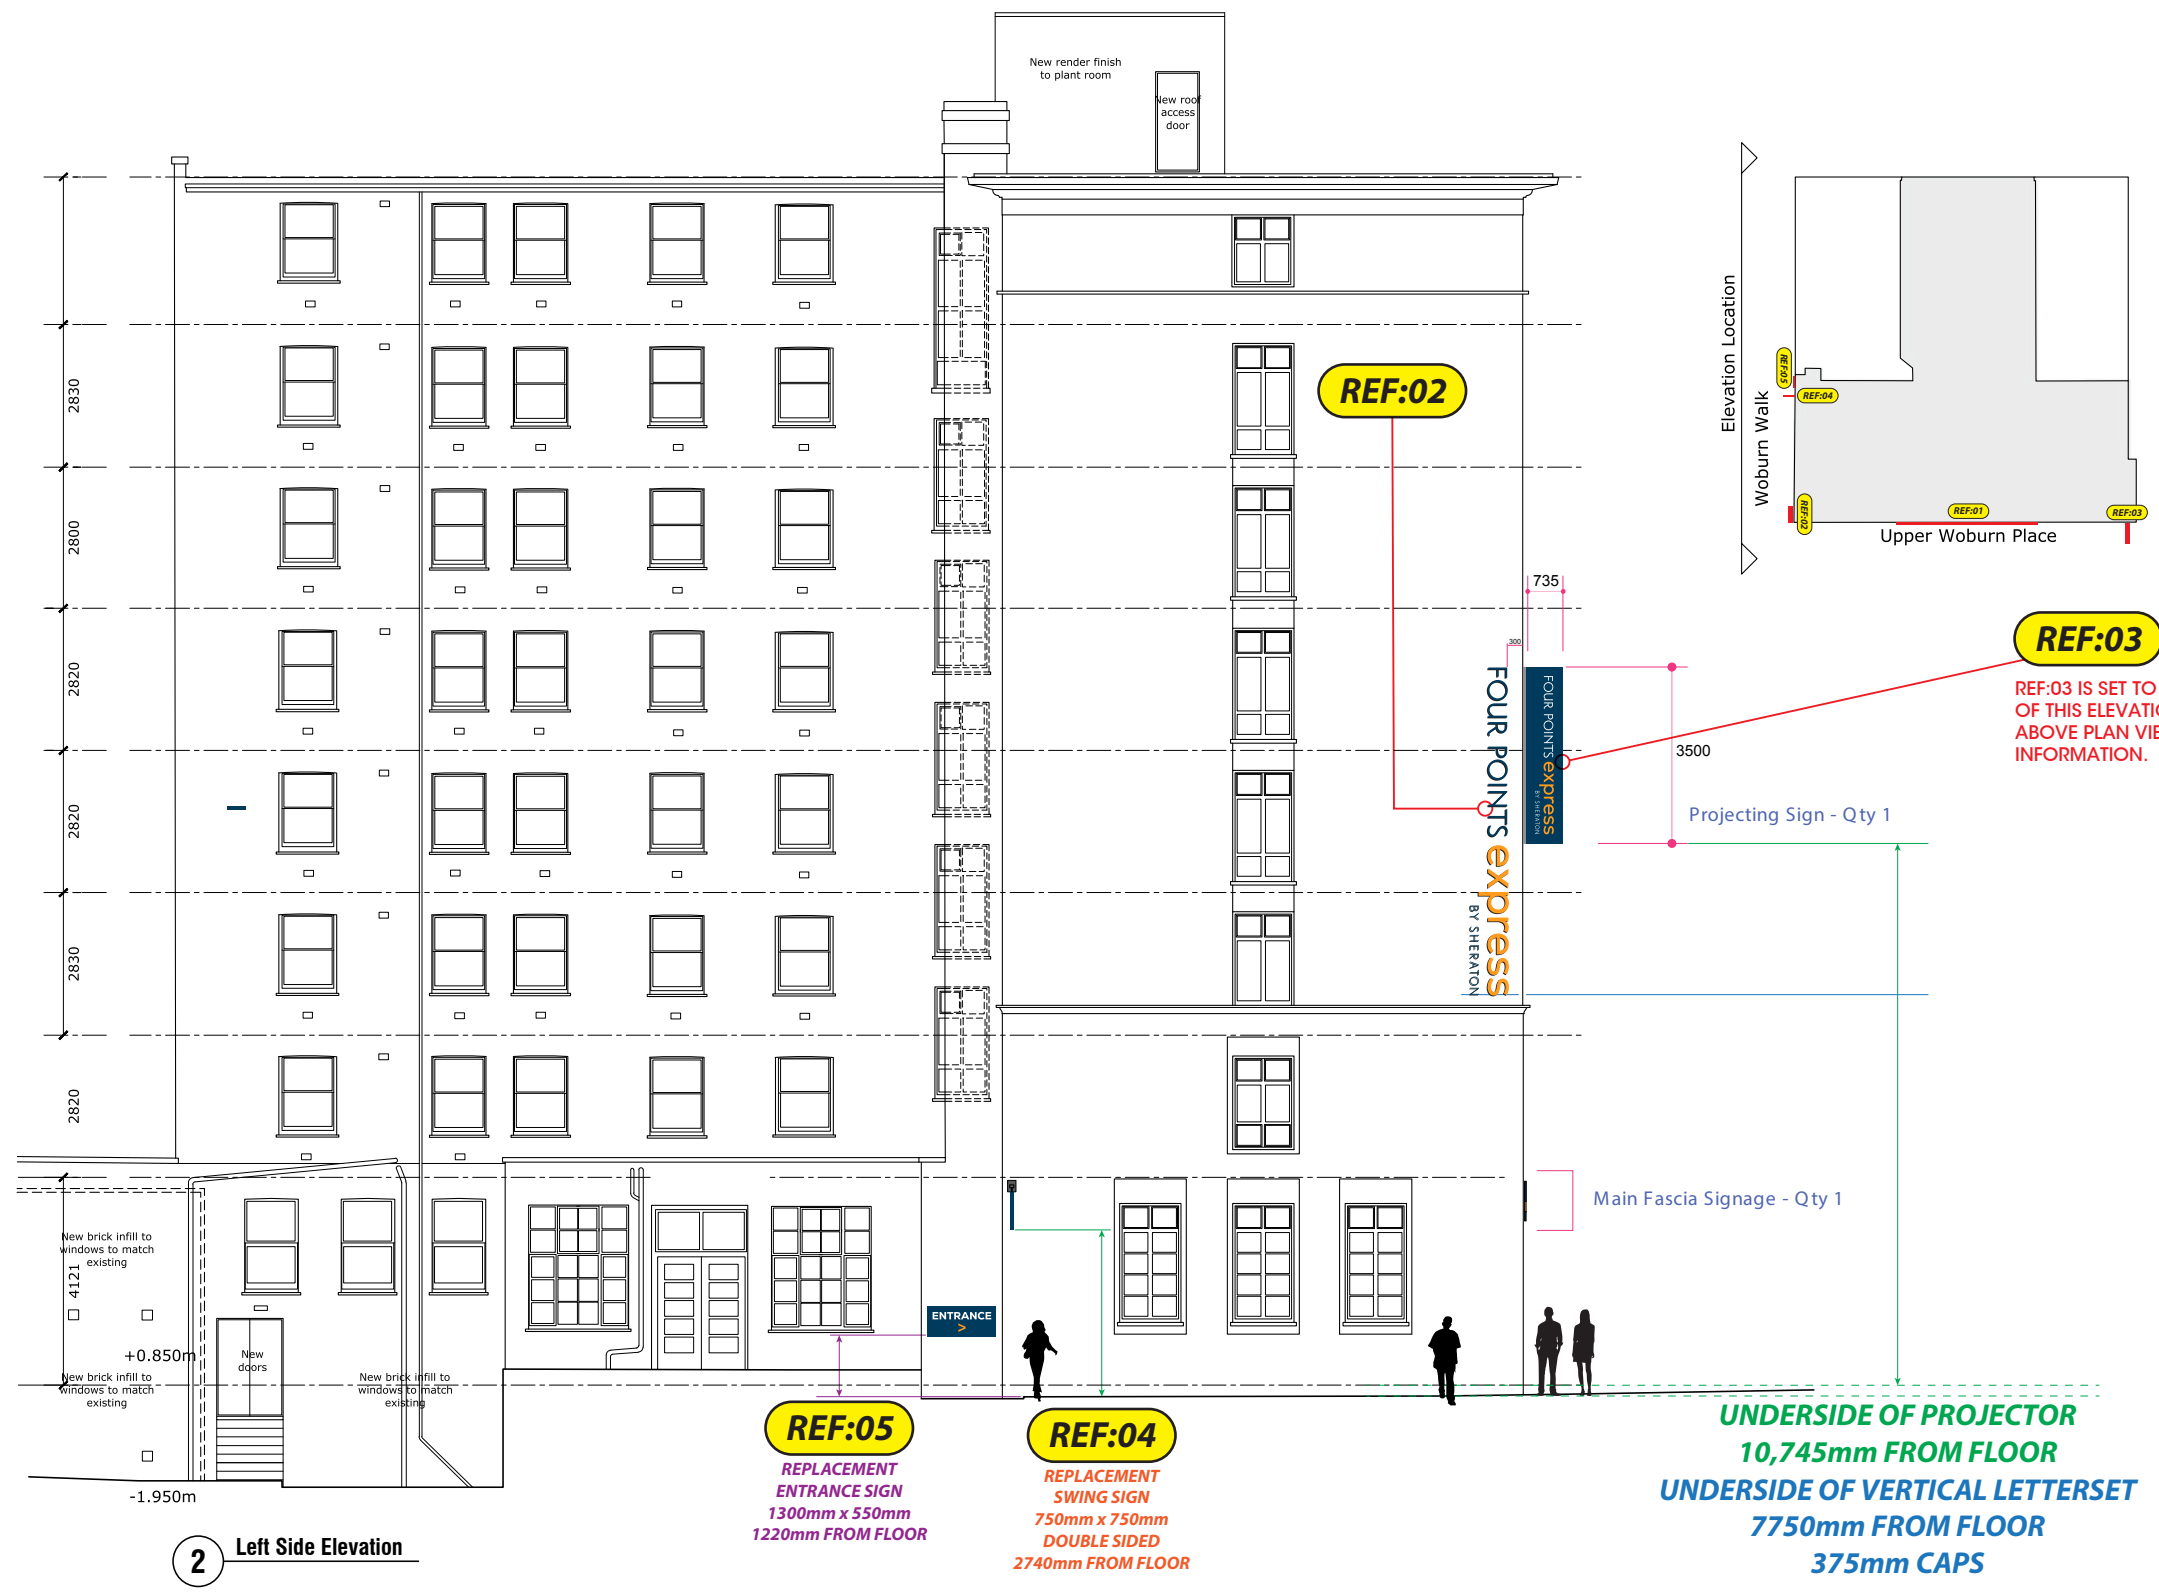 New render finish
to plant room
New roof
access
door
2830
2800
2820
2820
2830
2820
4121
REF:02
Elevation Location
Woburn Walk
REF:05
REF:04
REF:02
REF:01
REF:03
Upper Woburn Place
735
300
3500
FOUR POINTS express
BY SHERATON
FOUR POINTS express
BY SHERATON
REF:03
REF:03 IS SET TO
OF THIS ELEVATI
ABOVE PLAN VIE
INFORMATION.
Projecting Sign - Qty 1
Main Fascia Signage - Qty 1
New brick infill to
windows to match
existing
+0.850m
New brick infill to
windows to match
existing
New
doors
New brick infill to
windows to match
existing
-1.950m
ENTRANCE
>
REF:05
REPLACEMENT
ENTRANCE SIGN
1300mm x 550mm
1220mm FROM FLOOR
REF:04
REPLACEMENT
SWING SIGN
750mm x 750mm
DOUBLE SIDED
2740mm FROM FLOOR
UNDERSIDE OF PROJECTOR
10,745mm FROM FLOOR
UNDERSIDE OF VERTICAL LETTERSET
7750mm FROM FLOOR
375mm CAPS
2 Left Side Elevation